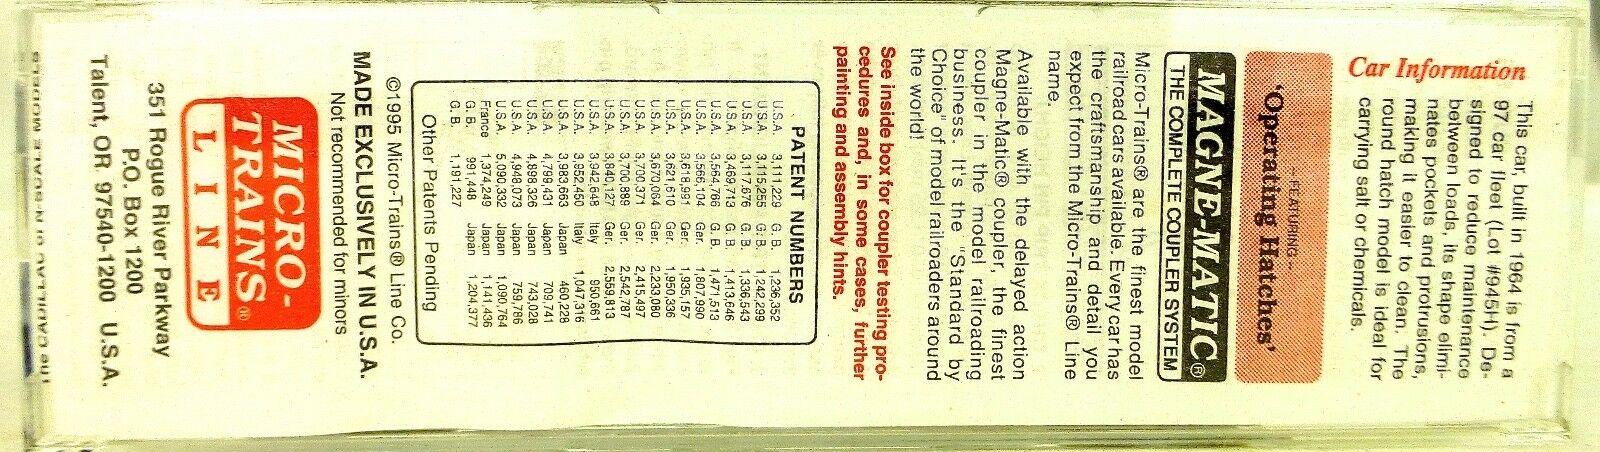 Car Information
This car, built in 1964 is from a
97 car fleet (Lot #945H). De-
signed to reduce maintenance
between loads, its shape elimi-
nates pockets and protrusions,
making it easier to clean. The
round hatch model is ideal for
carrying salt or chemicals.
... FEATURING ...
'Operating Hatches'
MAGNE-MATIC®
THE COMPLETE COUPLER SYSTEM
Micro-Trains® are the finest model
railroad cars available. Every car has
the craftsmanship and detail you
expect from the Micro-Trains® Line
name.
Available with the delayed action
Magne-Matic® coupler, the finest
coupler in the model railroading
business. It's the "Standard by
Choice" of model railroaders around
the world!
See inside box for coupler testing pro-
cedures and, in some cases, further
painting and assembly hints.
PATENT NUMBERS
U.S.A. 3,111,229 G.B. 1,236,352
U.S.A. 3,115,255 G.B. 1,242,299
U.S.A. 3,117,676 G.B. 1,336,543
U.S.A. 3,469,713 G.B. 1,413,646
U.S.A. 3,564,766 G.B. 1,471,513
U.S.A. 3,566,104 Ger. 1,807,990
U.S.A. 3,618,991 Ger. 1,935,157
U.S.A. 3,621,510 Ger. 1,950,336
U.S.A. 3,670,064 Ger. 2,233,080
U.S.A. 3,700,371 Ger. 2,415,497
U.S.A. 3,700,889 Ger. 2,542,787
U.S.A. 3,840,127 Ger. 2,559,813
U.S.A. 3,942,648 Italy 950,661
U.S.A. 3,952,450 Italy 1,047,316
U.S.A. 3,983,663 Japan 460,228
U.S.A. 4,799,431 Japan 709,741
U.S.A. 4,898,326 Japan 743,028
U.S.A. 4,948,073 Japan 759,786
U.S.A. 5,090,332 Japan 1,090,764
France 1,374,249 Japan 1,141,436
G.B. 991,448 Japan 1,204,377
G.B. 1,191,227
Other Patents Pending
©1995 Micro-Trains® Line Co.
MADE EXCLUSIVELY IN U.S.A.
Not recommended for minors
MICRO-
TRAINS®
LINE
351 Rogue River Parkway
P.O. Box 1200
Talent, OR 97540-1200 U.S.A.